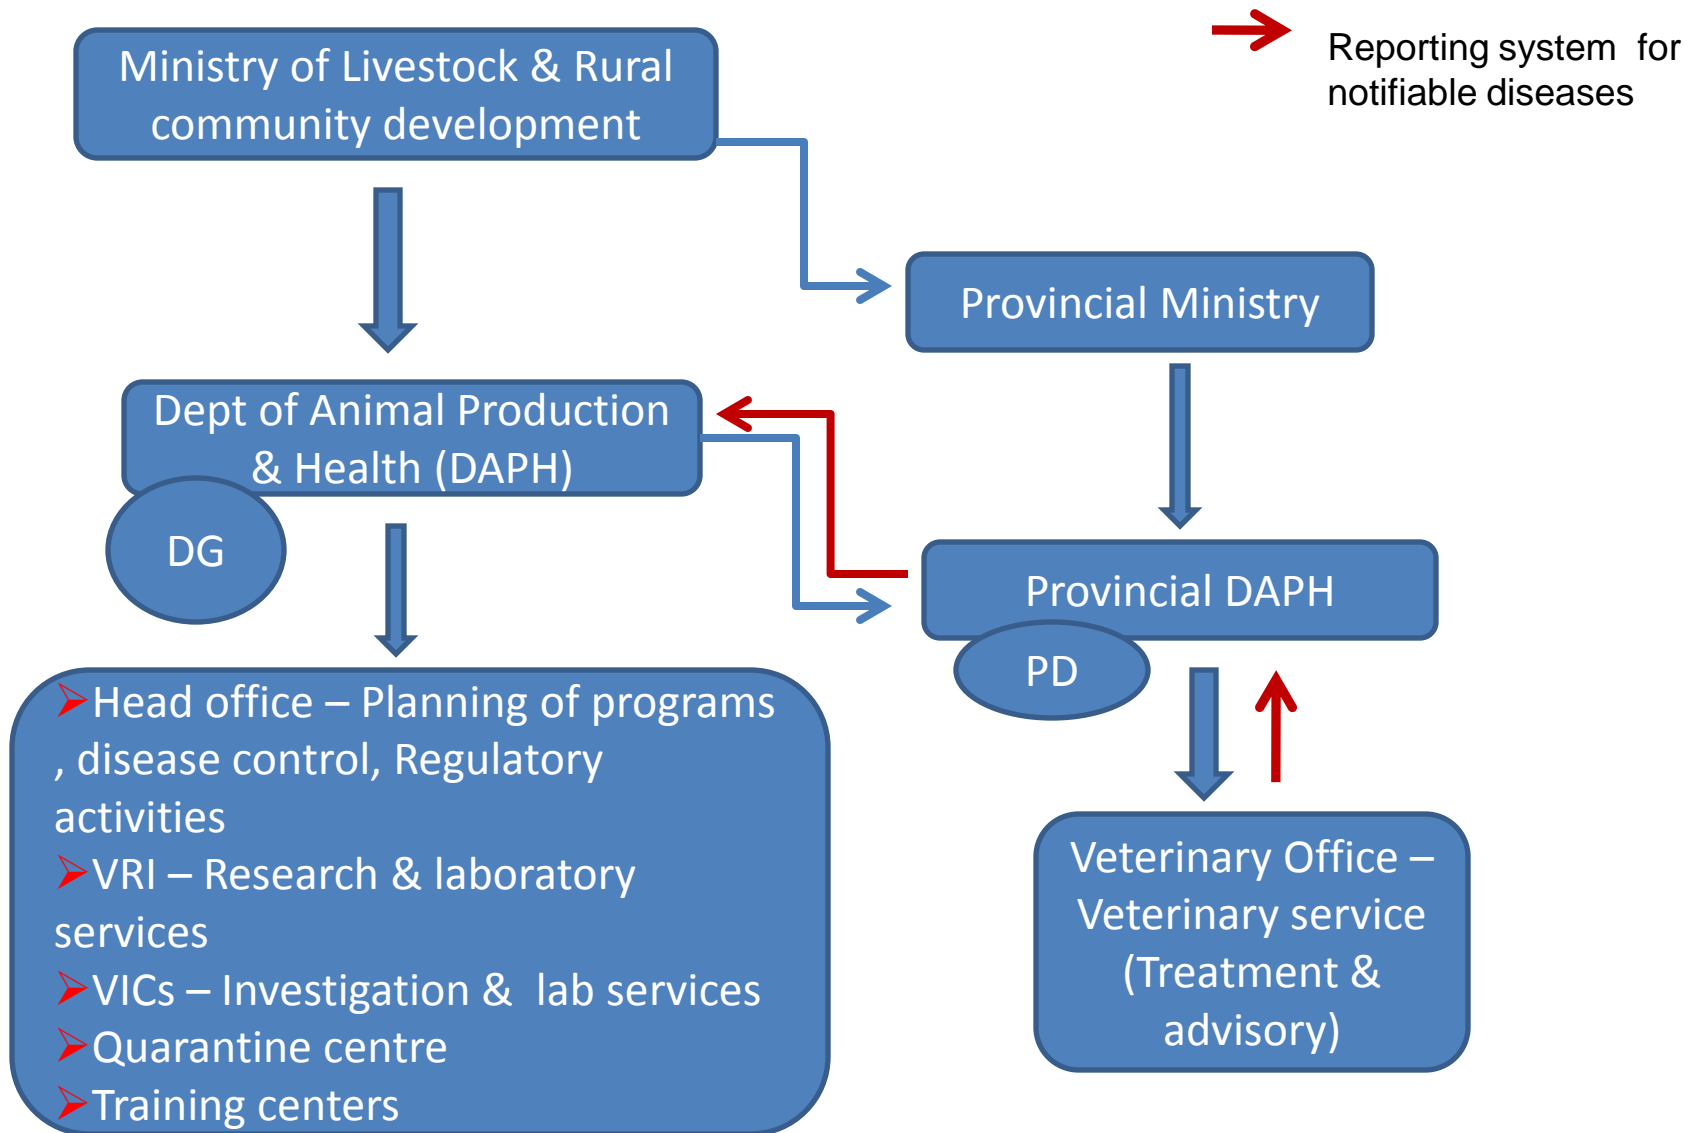 Ministry of Livestock & Rural
community development
Reporting system for
notifiable diseases
Provincial Ministry
Dept of Animal Production
& Health (DAPH)
DG
Provincial DAPH
PD
Head office – Planning of programs
, disease control, Regulatory
activities
VRI – Research & laboratory
services
VICs – Investigation & lab services
Quarantine centre
Training centers
Veterinary Office –
Veterinary service
(Treatment &
advisory)